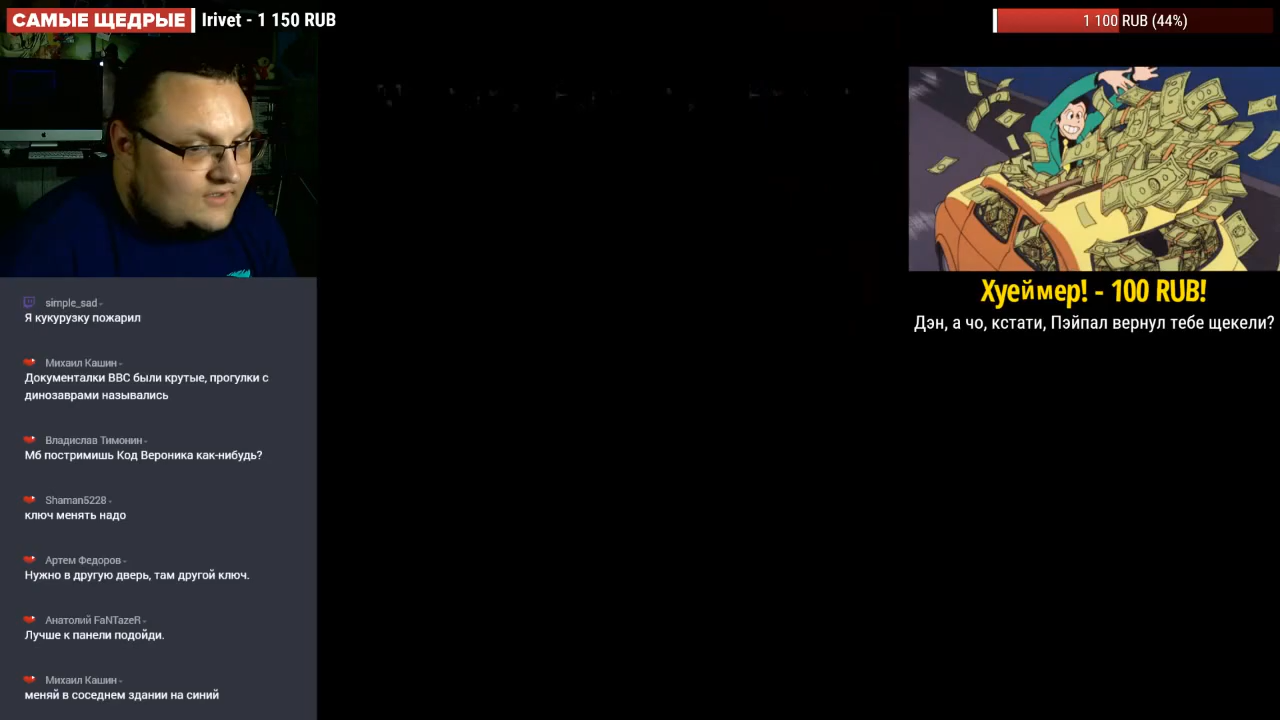 САМЫЕ ЩЕДРЫЕ Irivet - 1 150 RUB
1 100 RUB (44%)
Хуеймер! - 100 RUB!
Дэн, а чо, кстати, Пэйпал вернул тебе щекели?
simple_sad
Я кукурузку пожарил
Михаил Кашин
Документалки BBC были крутые, прогулки с
динозаврами назывались
Владислав Тимонин
Мб постримишь Код Вероника как-нибудь?
Shaman5228
ключ менять надо
Артем Федоров
Нужно в другую дверь, там другой ключ.
Анатолий FaNTazeR
Лучше к панели подойди.
Михаил Кашин
меняй в соседнем здании на синий